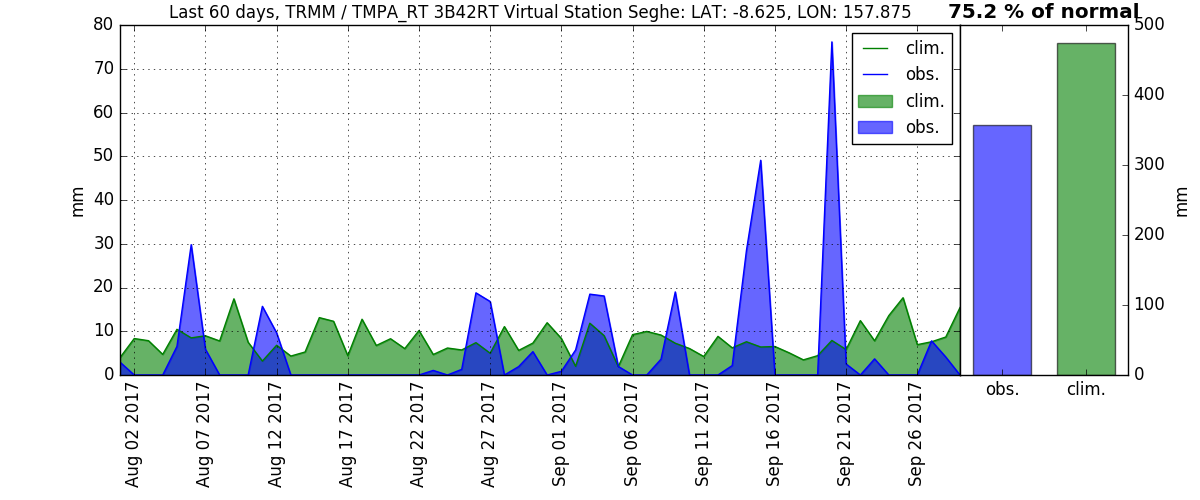 Last 60 days, TRMM / TMPA_RT 3B42RT Virtual Station Seghe: LAT: -8.625, LON: 157.875
75.2 % of normal
80
70
60
50
40
30
20
10
0
mm
clim.
obs.
clim.
obs.
500
400
300
200
100
0
mm
obs.
clim.
Aug 02 2017
Aug 07 2017
Aug 12 2017
Aug 17 2017
Aug 22 2017
Aug 27 2017
Sep 01 2017
Sep 06 2017
Sep 11 2017
Sep 16 2017
Sep 21 2017
Sep 26 2017